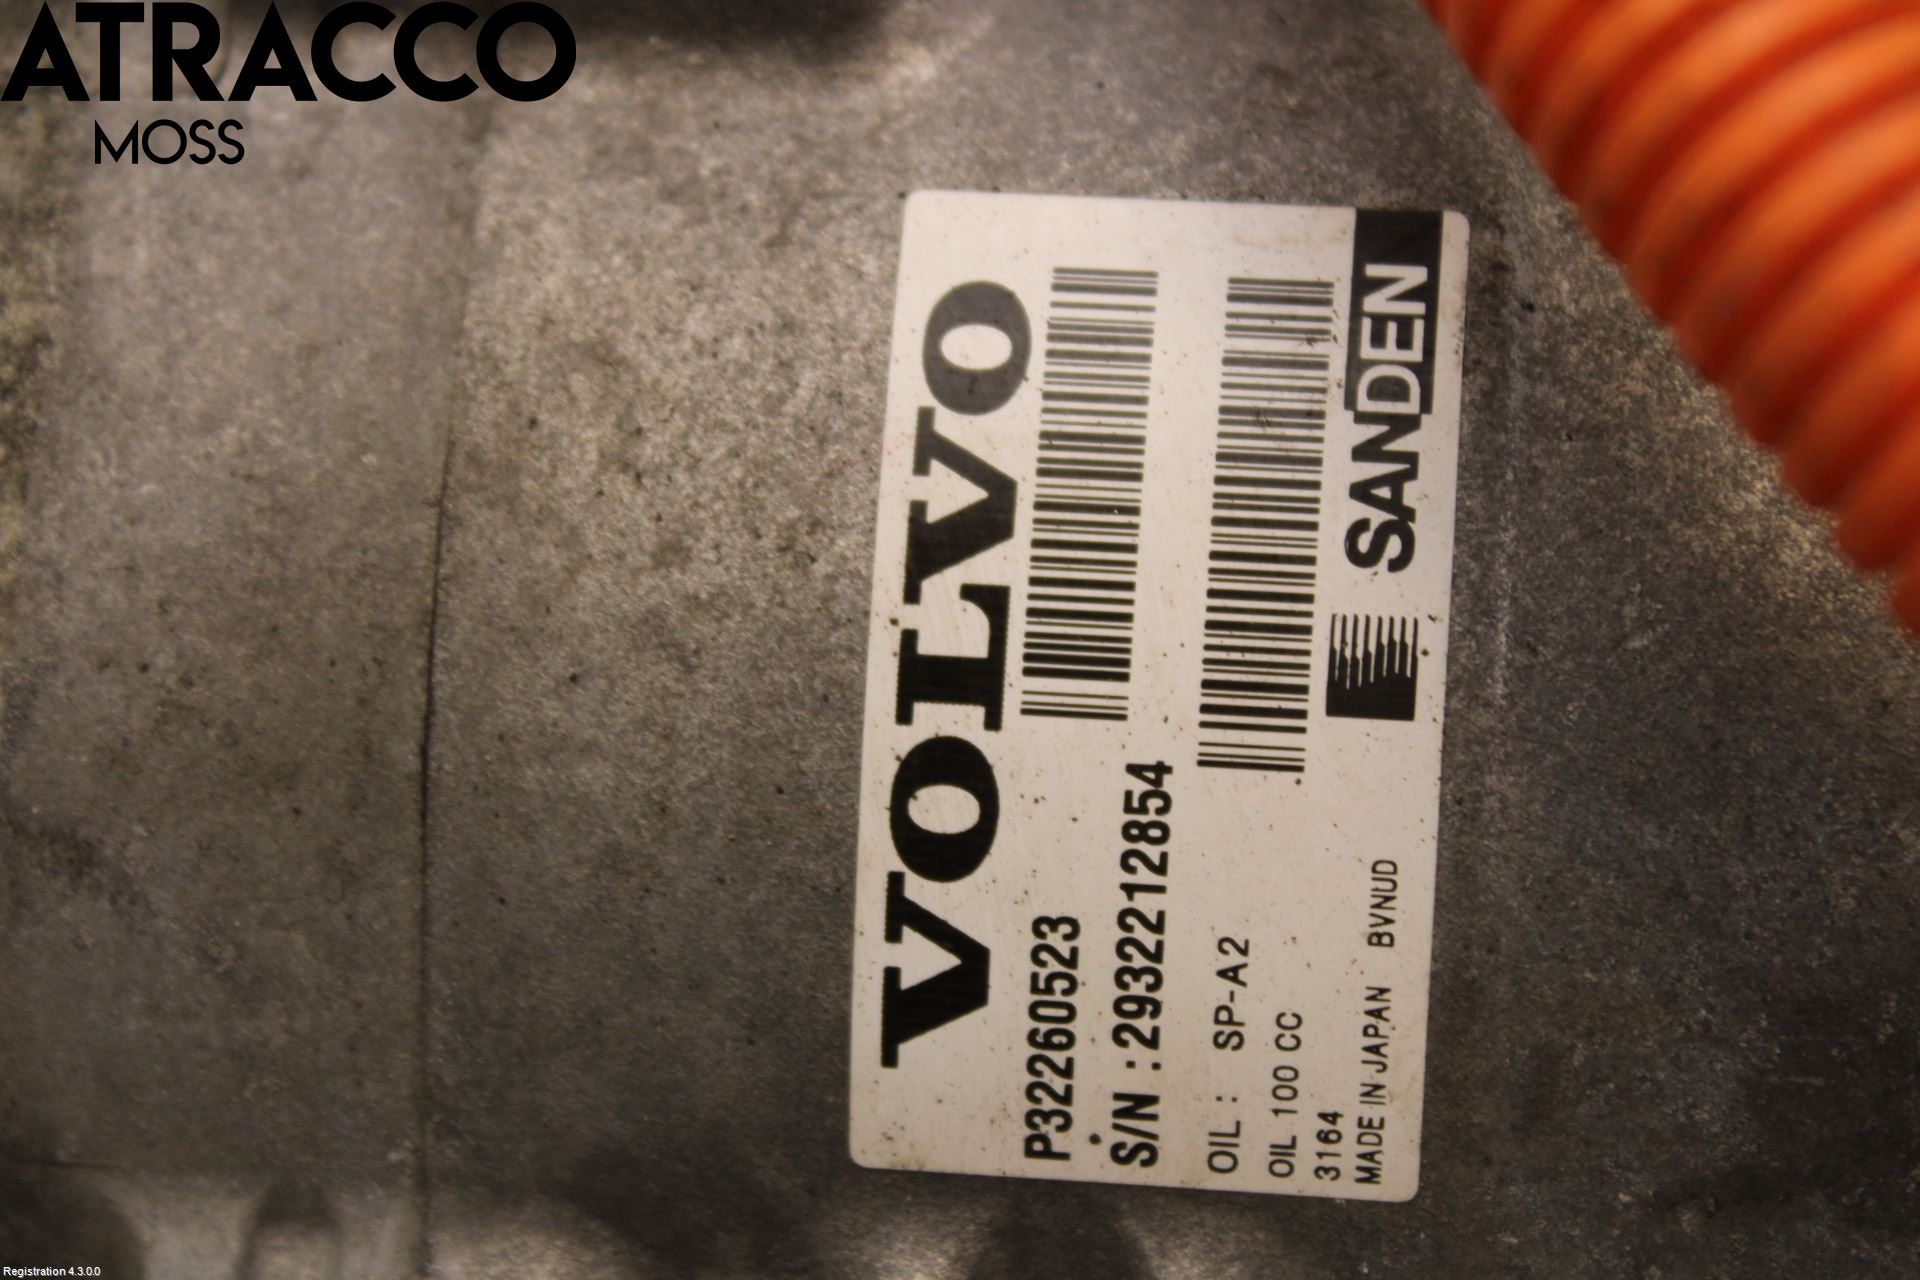 ATRACCO
MOSS
VOLVO
P32260523
S/N : 29322212854
OIL : SP-A2
OIL 100 CC
3164
MADE IN JAPAN BVNUD
SANDEN
Registration 4.3.0.0